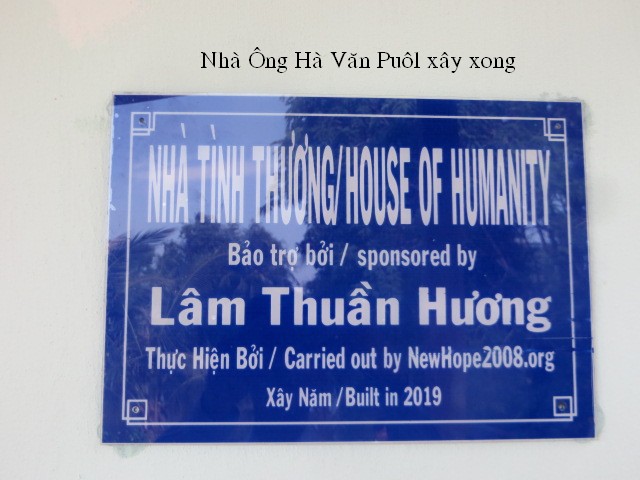 Nhà Ông Hà Văn Puôl xây xong
NHÀ TÌNH THƯƠNG/HOUSE OF HUMANITY
Bảo trợ bởi / sponsored by
Lâm Thuần Hương
Thực Hiện Bởi / Carried out by NewHope2008.org
Xây Năm /Built in 2019